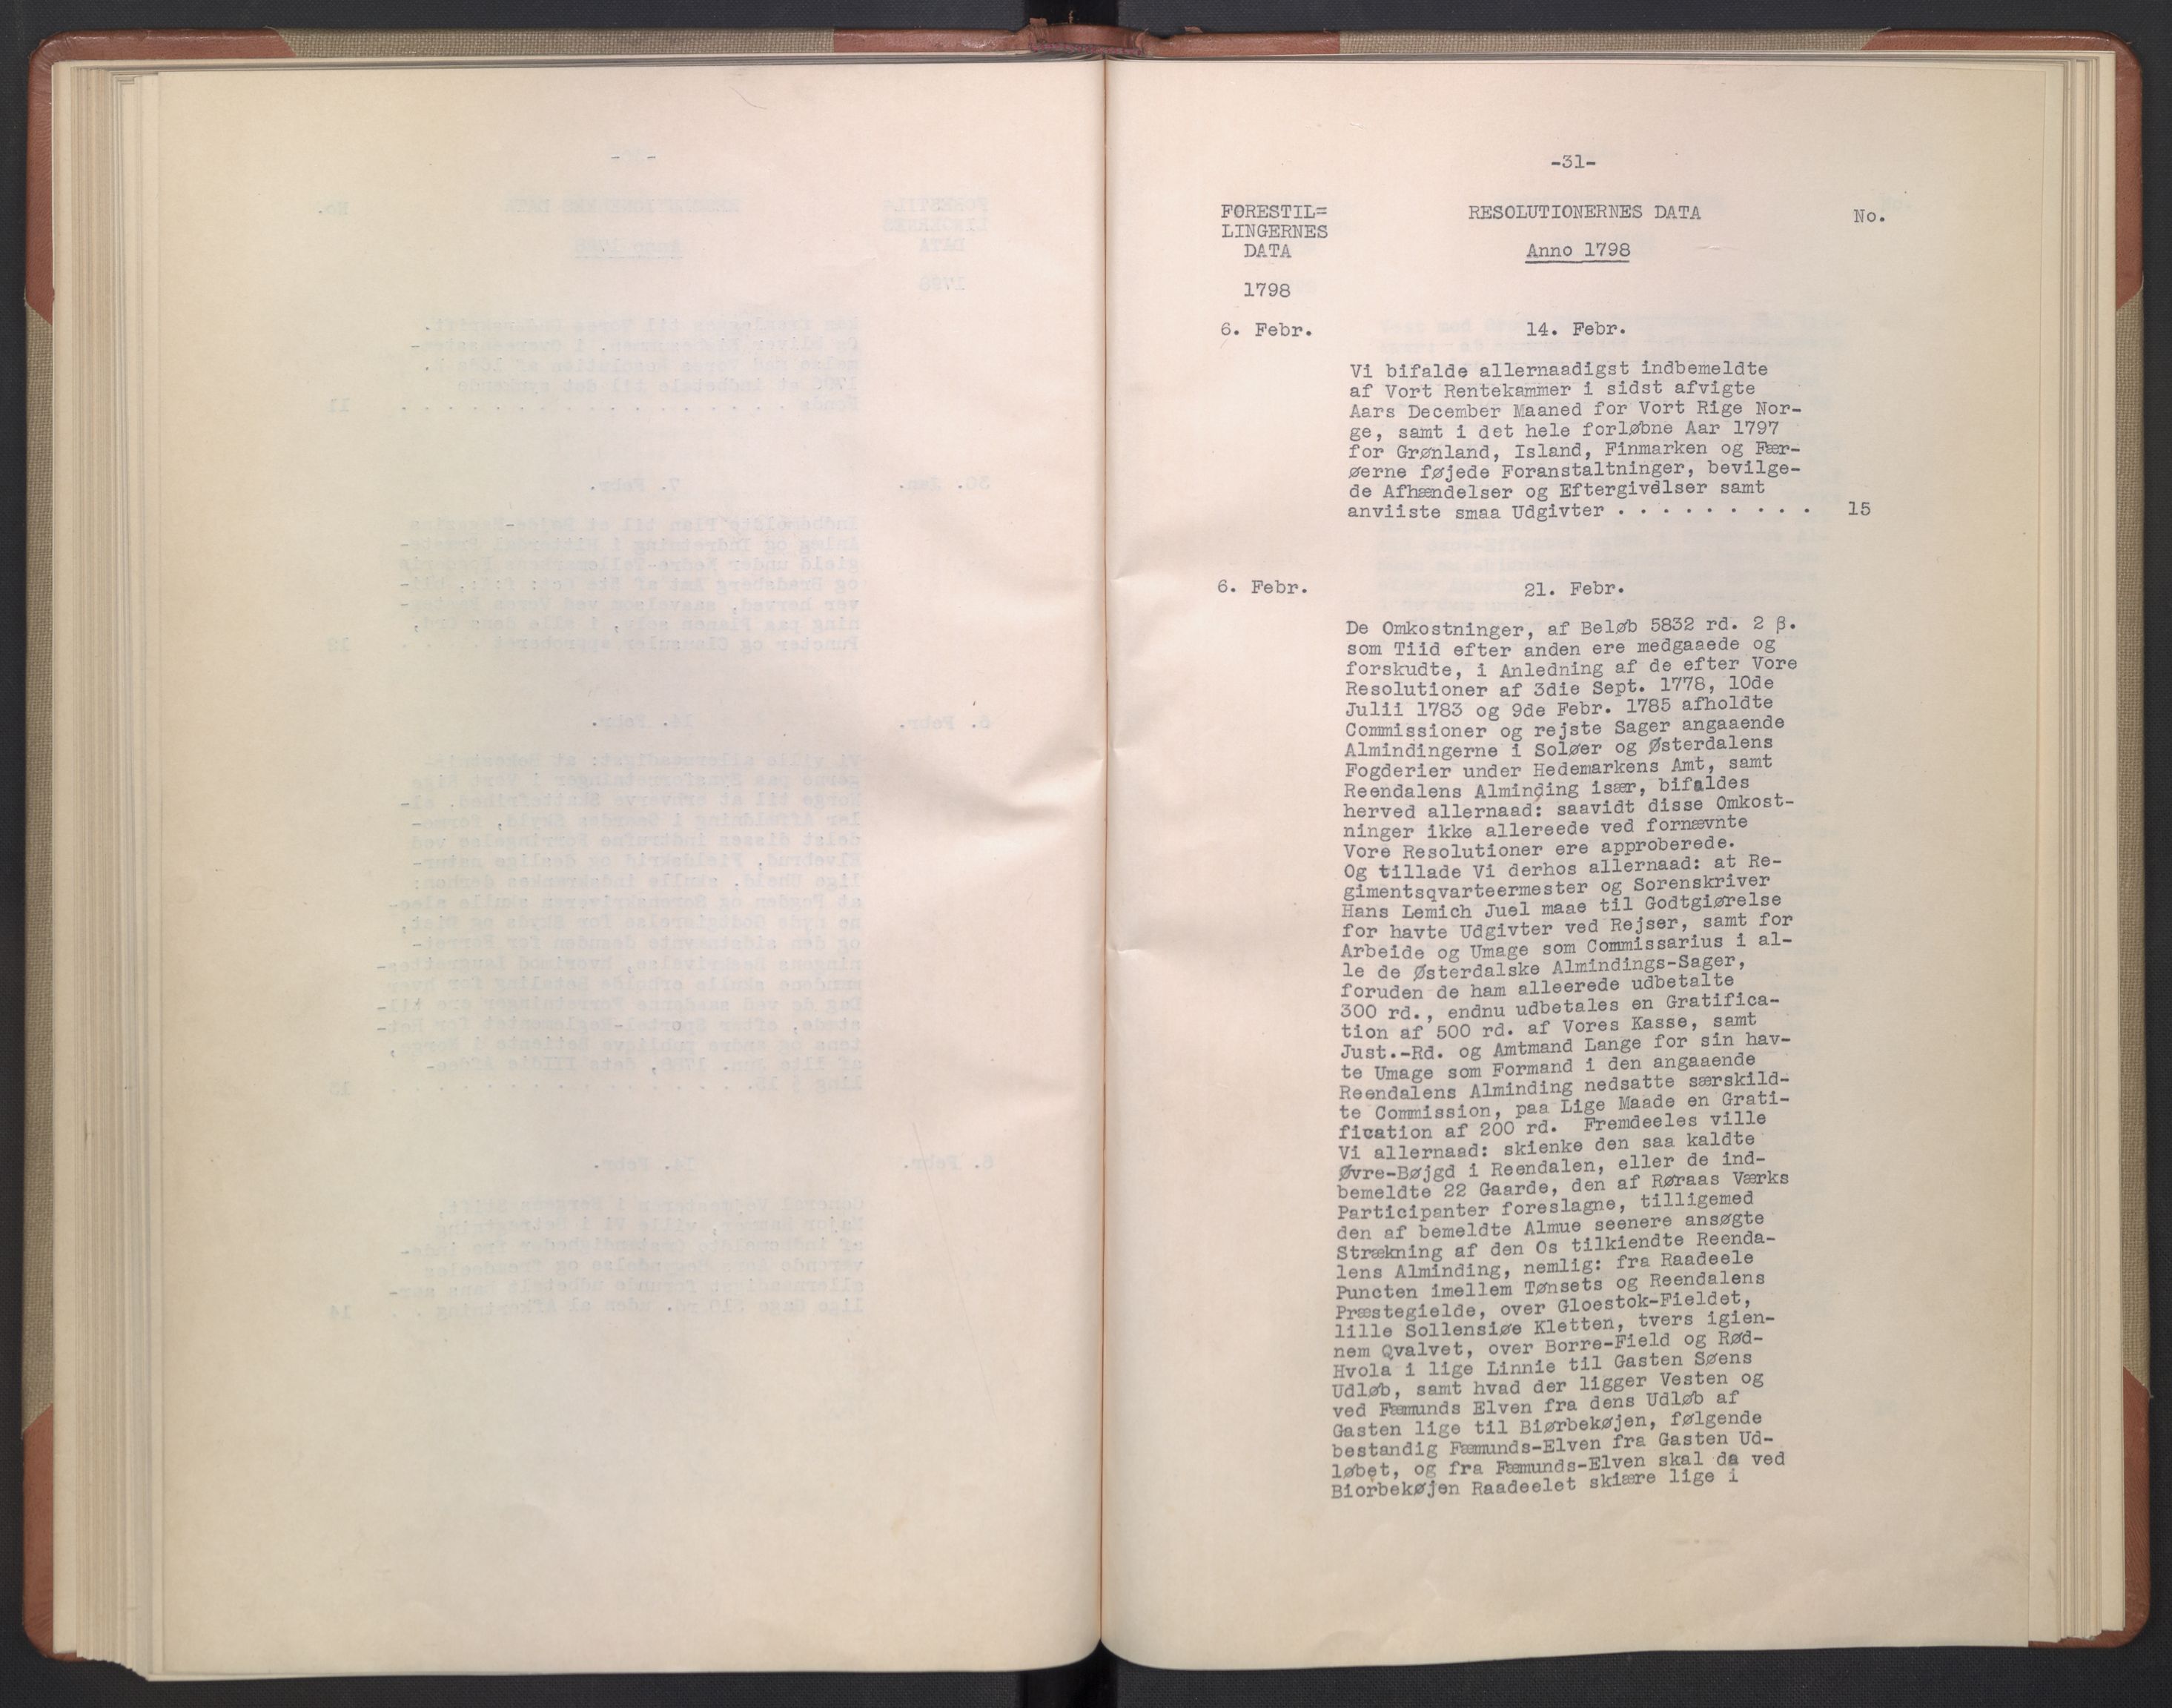 -31-
FORESTIL=
LINGERNES
DATA
RESOLUTIONERNES DATA
No.
Anno 1798
1798
6. Febr.
14. Febr.
Vi bifalde allernaadigst indbemeldte
af Vort Rentekammer i sidst afvigte
Aars December Maaned for Vort Rige Nor-
ge, samt i det hele forløbne Aar 1797
for Grønland, Island, Finmarken og Fær-
øerne føjede Foranstaltninger, bevilge-
de Afhændelser og Eftergivelser samt
anviiste smaa Udgivter . . . . . . . . . 15
6. Febr.
21. Febr.
De Omkostninger, af Beløb 5832 rd. 2 β.
som Tiid efter anden ere medgaaede og
forskudte, i Anledning af de efter Vore
Resolutioner af 3die Sept. 1778, 10de
Julii 1783 og 9de Febr. 1785 afholdte
Commissioner og rejste Sager angaaende
Almindingerne i Soløer og Østerdalens
Fogderier under Hedemarkens Amt, samt
Reendalens Alminding især, bifaldes
herved allernaad: saavidt disse Omkost-
ninger ikke allereede ved fornævnte
Vore Resolutioner ere approberede.
Og tillade Vi derhos allernaad: at Re-
gimentsqvarteermester og Sorenskriver
Hans Lemich Juel maae til Godtgiørelse
for havte Udgivter ved Rejser, samt for
Arbeide og Umage som Commissarius i al-
le de Østerdalske Almindings-Sager,
foruden de ham alleerede udbetalte
300 rd., endnu udbetales en Gratifica-
tion af 500 rd. af Vores Kasse, samt
Just.-Rd. og Amtmand Lange for sin hav-
te Umage som Formand i den angaaende
Reendalens Alminding nedsatte særskild-
te Commission, paa Lige Maade en Grati-
fication af 200 rd. Fremdeeles ville
Vi allernaad: skienke den saa kaldte
Øvre-Bøjgd i Reendalen, eller de ind-
bemeldte 22 Gaarde, den af Røraas Værks
Participanter foreslagne, tilligemed
den af bemeldte Almue seenere ansøgte
Strækning af den Os tilkiendte Reenda-
lens Alminding, nemlig: fra Raadeele
Puncten imellem Tønsets og Reendalens
Præstegielde, over Gloestok-Fieldet,
lille Sollensiøe Kletten, tvers igien-
nem Qvalvet, over Borre-Field og Rød-
Hvola i lige Linnie til Gasten Søens
Udløb, samt hvad der ligger Vesten og
ved Fæmunds Elven fra dens Udløb af
Gasten lige til Biørbekøjen, følgende
bestandig Fæmunds-Elven fra Gasten Ud-
løbet, og fra Fæmunds-Elven skal da ved
Biorbekøjen Raadeelet skiære lige i